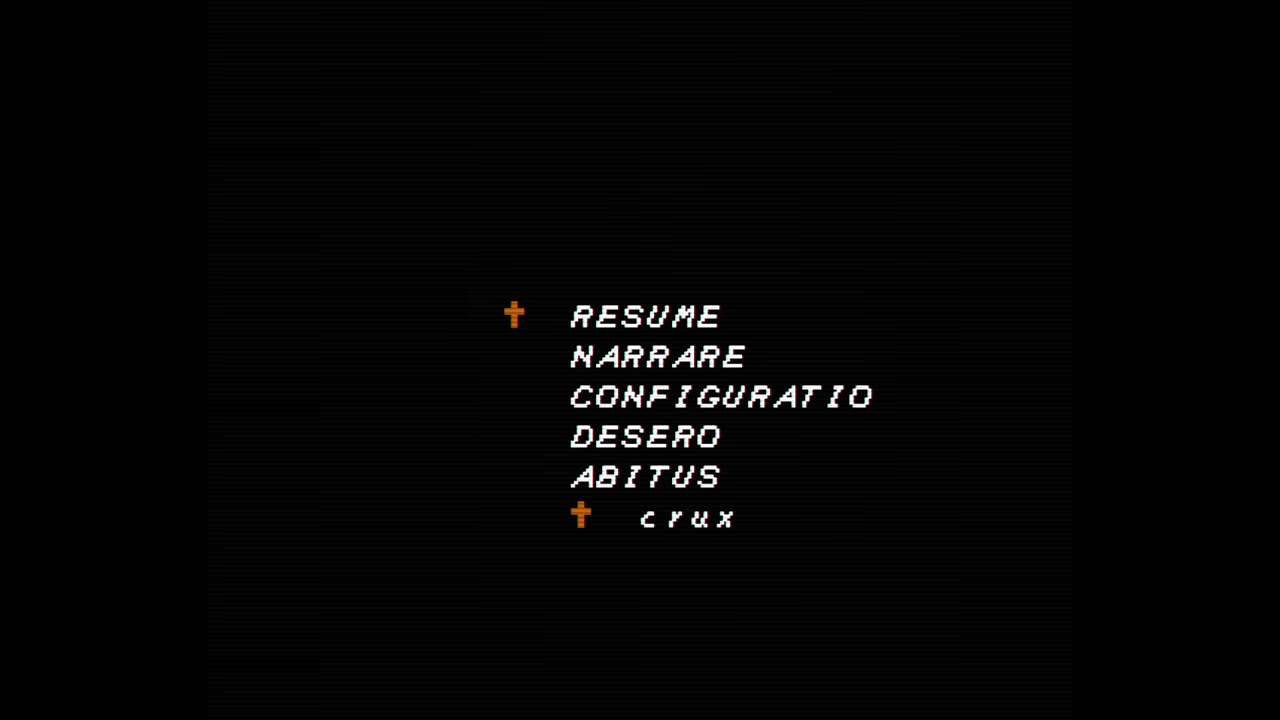 RESUME
NARRARE
CONFIGURATIO
DESERO
ABITUS
crux